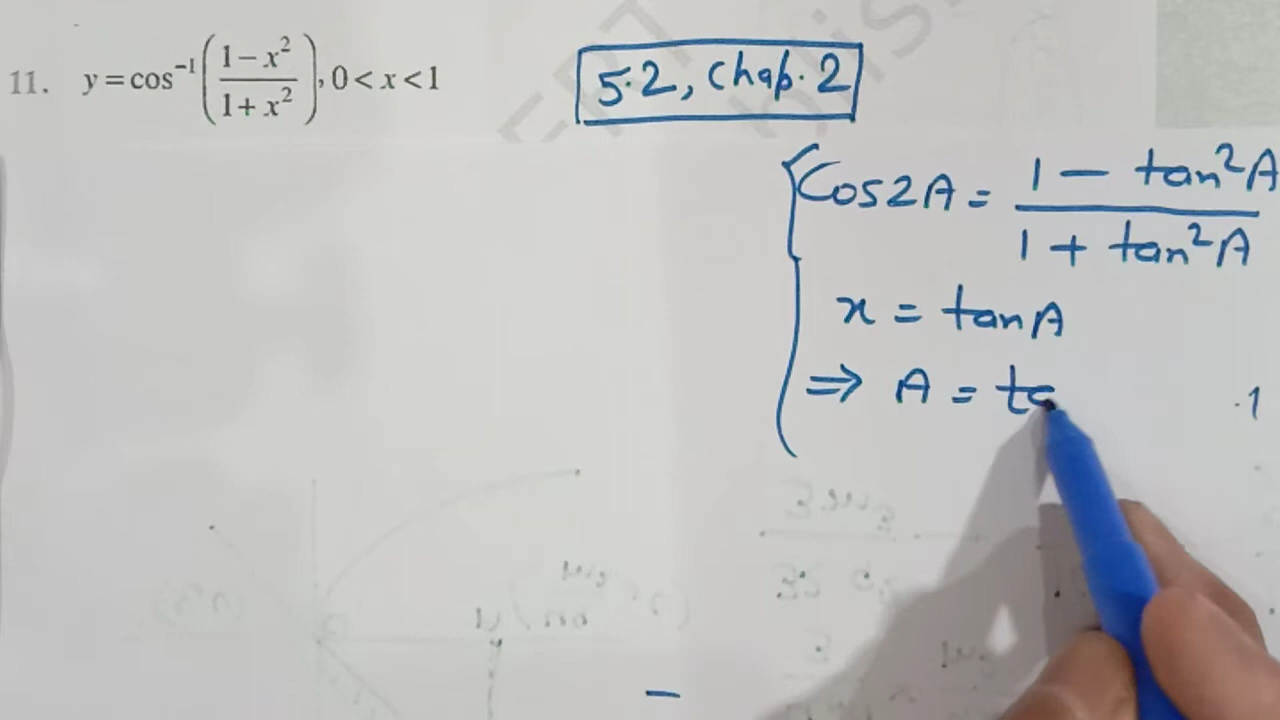 11. y = cos⁻¹((1 − x²)/(1 + x²)), 0 < x < 1
5.2, Chap. 2
Cos2A = (1 − tan²A)/(1 + tan²A)
x = tanA
⇒ A = ta